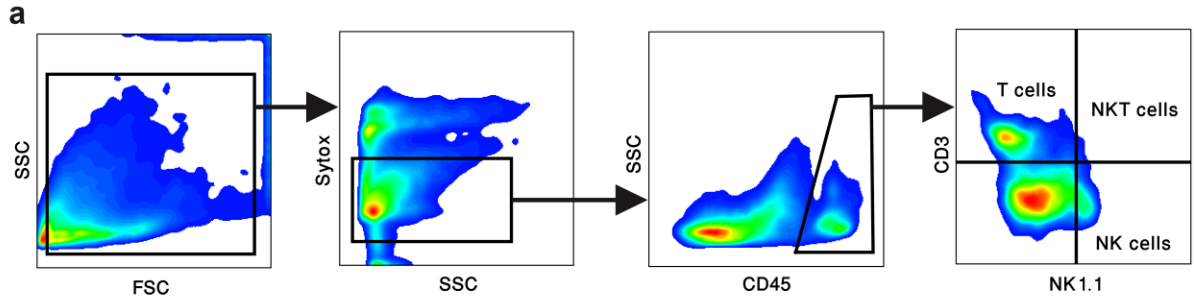 a
SSC
FSC
Sytox
SSC
SSC
CD45
CD3
NK1.1
T cells
NKT cells
NK cells